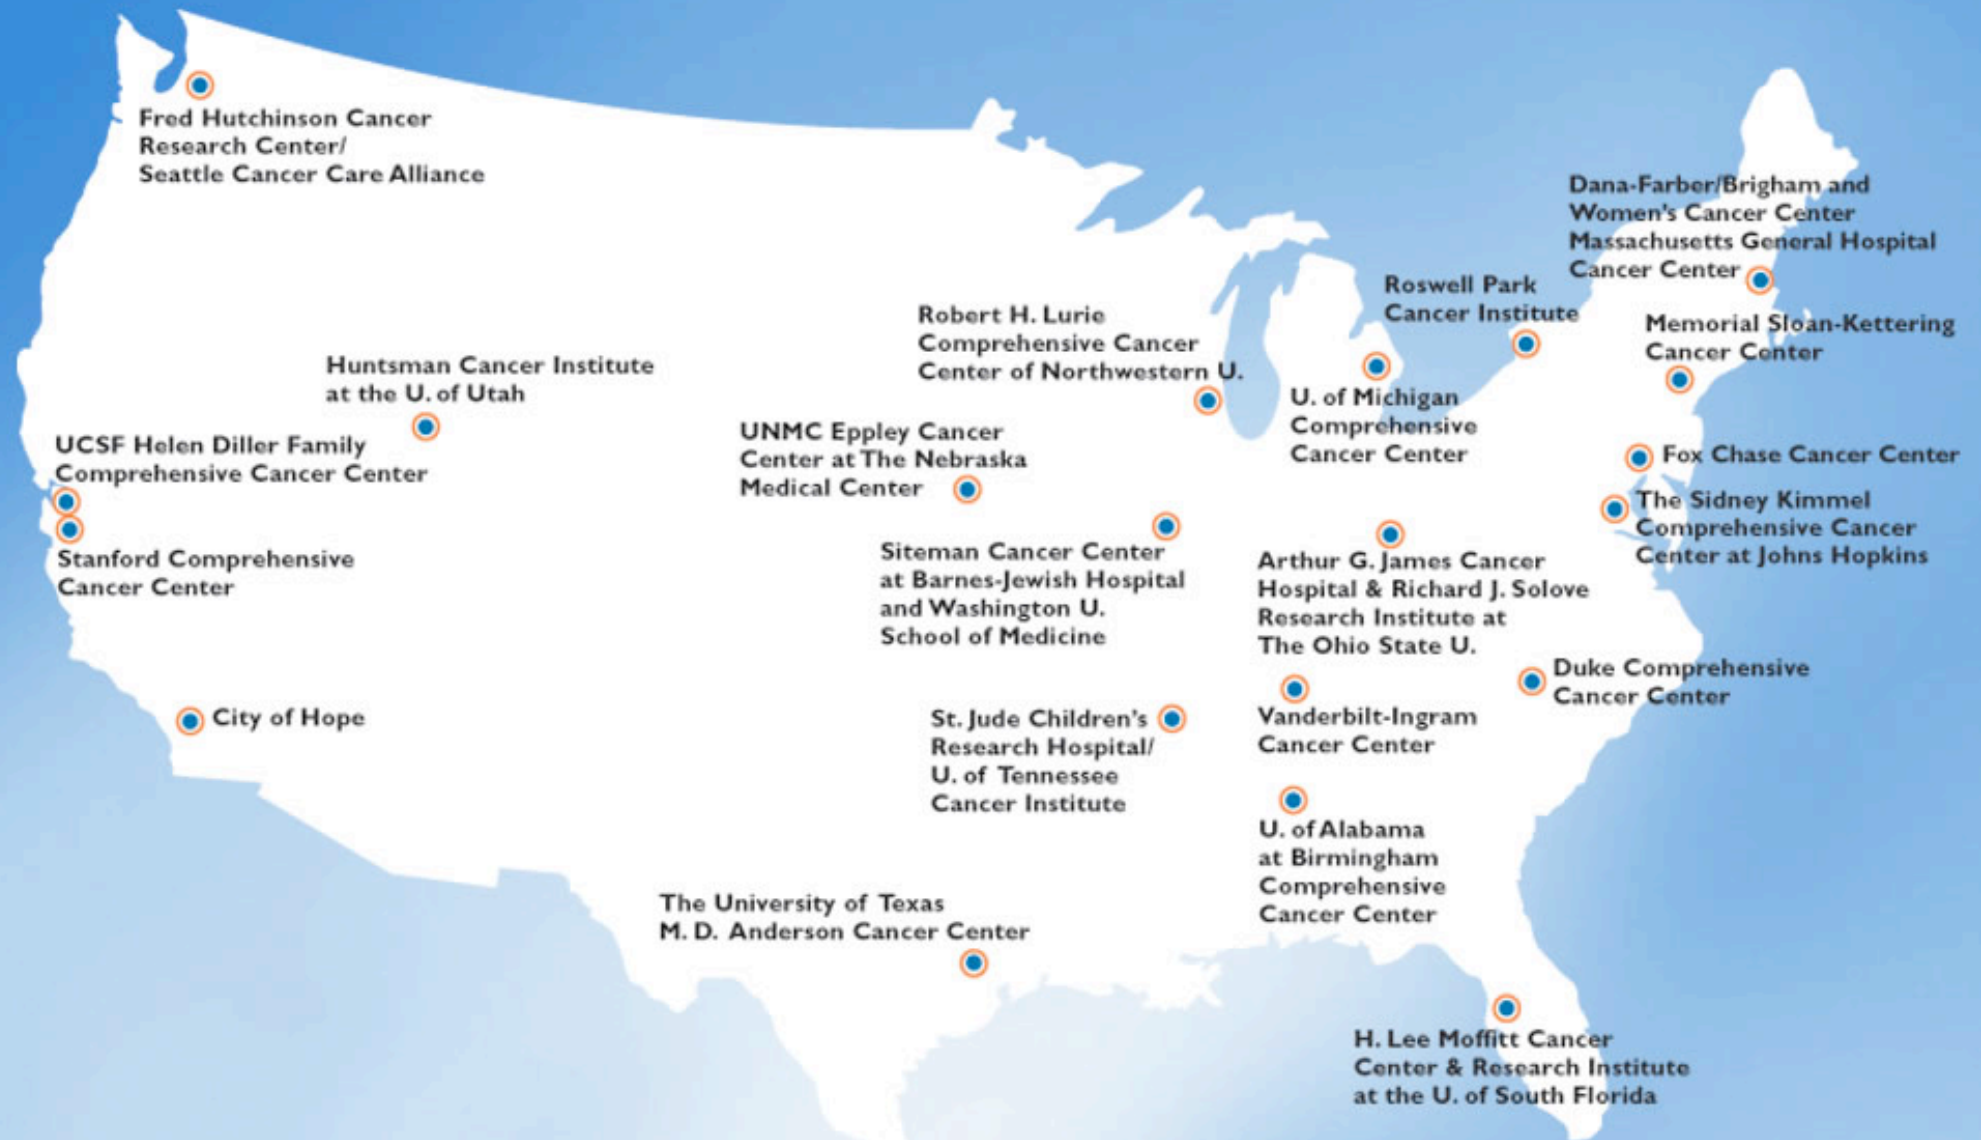 Fred Hutchinson Cancer
Research Center/
Seattle Cancer Care Alliance
Dana-Farber/Brigham and
Women's Cancer Center
Massachusetts General Hospital
Cancer Center
Roswell Park
Cancer Institute
Robert H. Lurie
Comprehensive Cancer
Center of Northwestern U.
Memorial Sloan-Kettering
Cancer Center
Huntsman Cancer Institute
at the U. of Utah
U. of Michigan
Comprehensive
Cancer Center
UCSF Helen Diller Family
Comprehensive Cancer Center
UNMC Eppley Cancer
Center at The Nebraska
Medical Center
Fox Chase Cancer Center
The Sidney Kimmel
Comprehensive Cancer
Center at Johns Hopkins
Stanford Comprehensive
Cancer Center
Siteman Cancer Center
at Barnes-Jewish Hospital
and Washington U.
School of Medicine
Arthur G. James Cancer
Hospital & Richard J. Solove
Research Institute at
The Ohio State U.
Duke Comprehensive
Cancer Center
City of Hope
St. Jude Children's
Research Hospital/
U. of Tennessee
Cancer Institute
Vanderbilt-Ingram
Cancer Center
U. of Alabama
at Birmingham
Comprehensive
Cancer Center
The University of Texas
M. D. Anderson Cancer Center
H. Lee Moffitt Cancer
Center & Research Institute
at the U. of South Florida